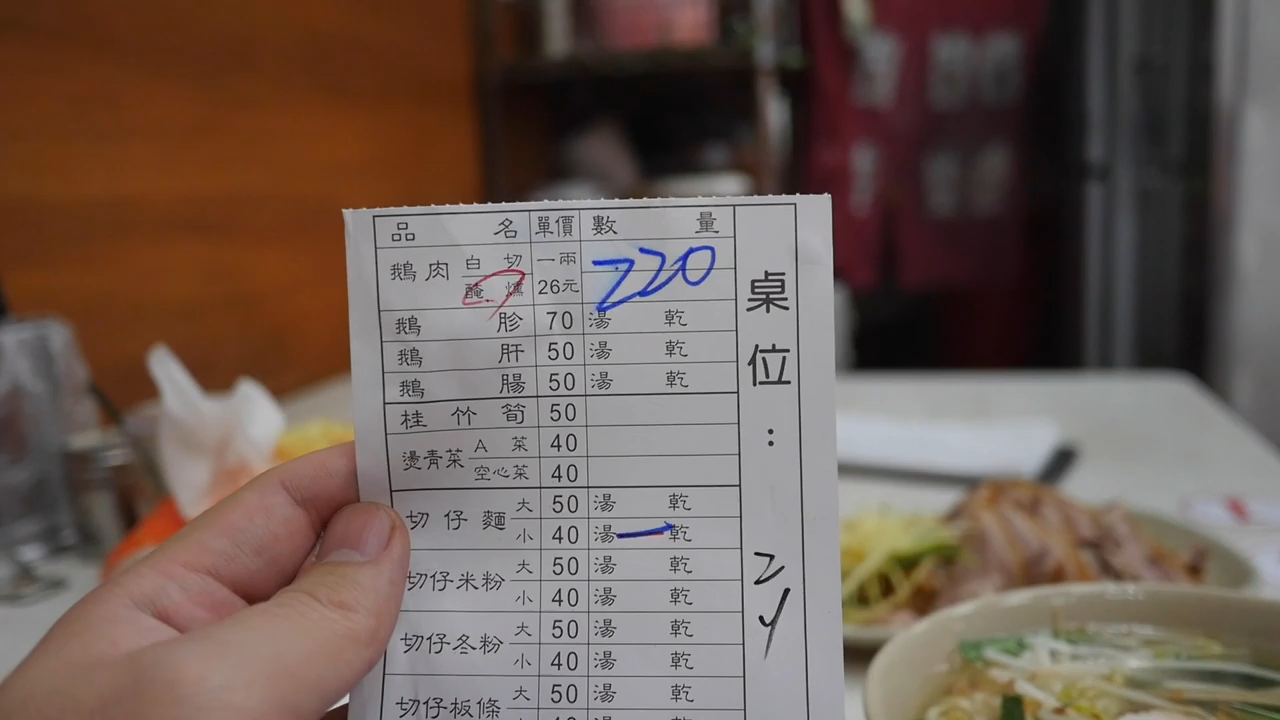 品名 單價 數量
鵝肉 白切 一兩 220
醃燻 26元
鵝胗 70 湯 乾
鵝肝 50 湯 乾
鵝腸 50 湯 乾
桂竹筍 50
燙青菜 A菜 40
空心菜 40
切仔麵 大 50 湯 乾
小 40 湯 一 乾
切仔米粉 大 50 湯 乾
小 40 湯 乾
切仔冬粉 大 50 湯 乾
小 40 湯 乾
切仔板條 大 50 湯 乾
桌位：